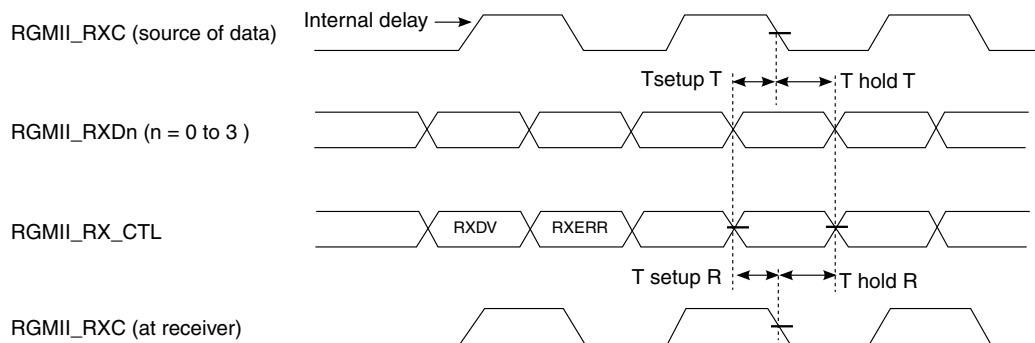 Internal delay
RGMII_RXC (source of data)
Tsetup T
T hold T
RGMII_RXDn (n = 0 to 3 )
RGMII_RX_CTL
RXDV
RXERR
T setup R
T hold R
RGMII_RXC (at receiver)